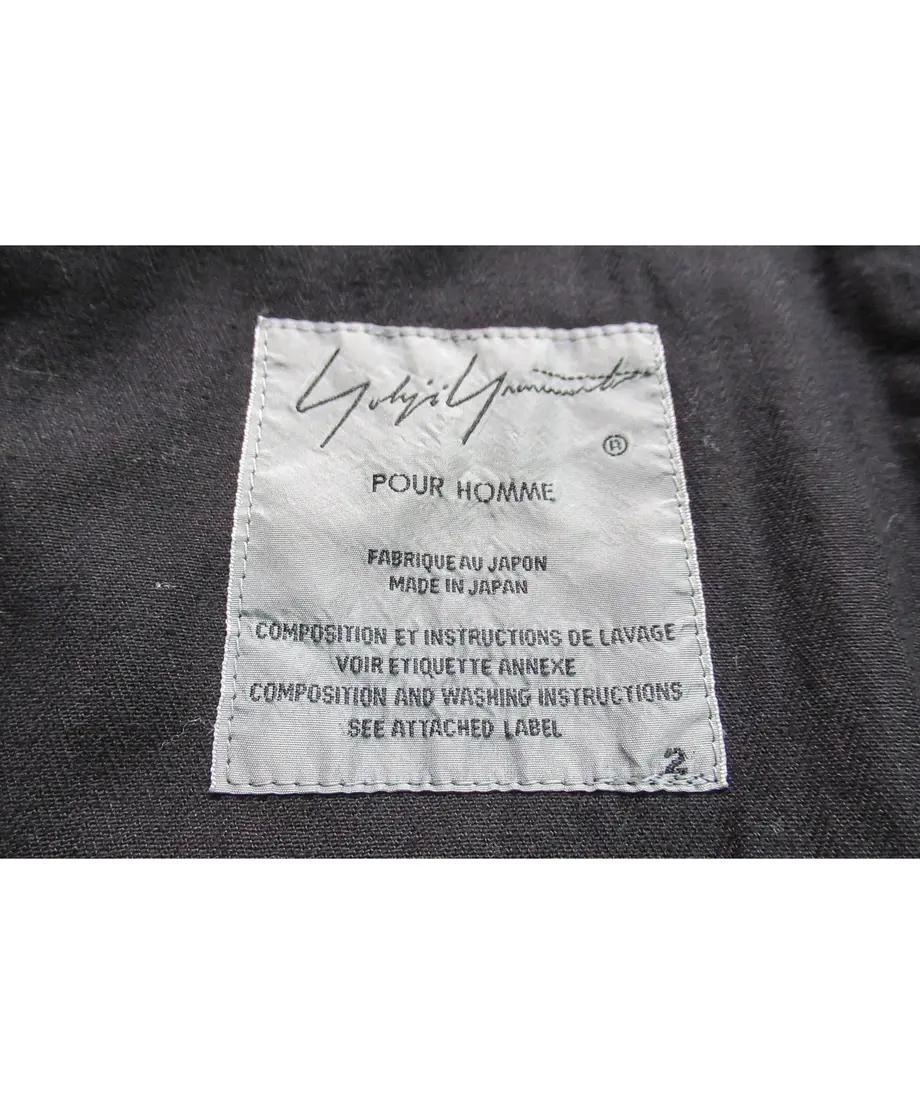 Yohji Yamamoto
®
POUR HOMME
FABRIQUE AU JAPON
MADE IN JAPAN
COMPOSITION ET INSTRUCTIONS DE LAVAGE
VOIR ETIQUETTE ANNEXE
COMPOSITION AND WASHING INSTRUCTIONS
SEE ATTACHED LABEL
2